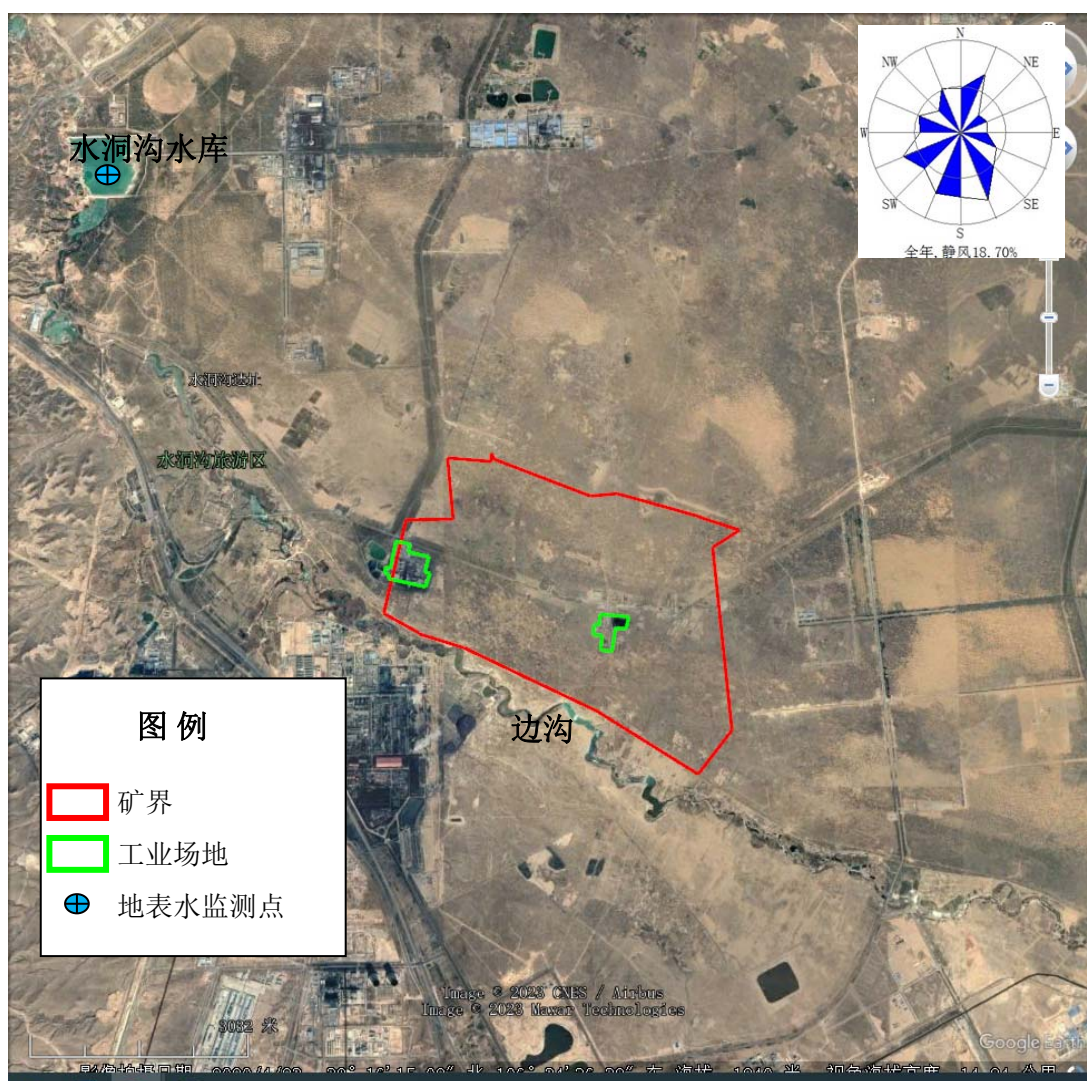 N
NW
NE
W
E
SW
SE
S
全年,静风18.70%
水洞沟水库
水洞沟遗址
水洞沟旅游区
边沟
图 例
矿界
工业场地
地表水监测点
Image © 2023 CNES / Airbus
Image © 2023 Maxar Technologies
3082 米
Google Earth